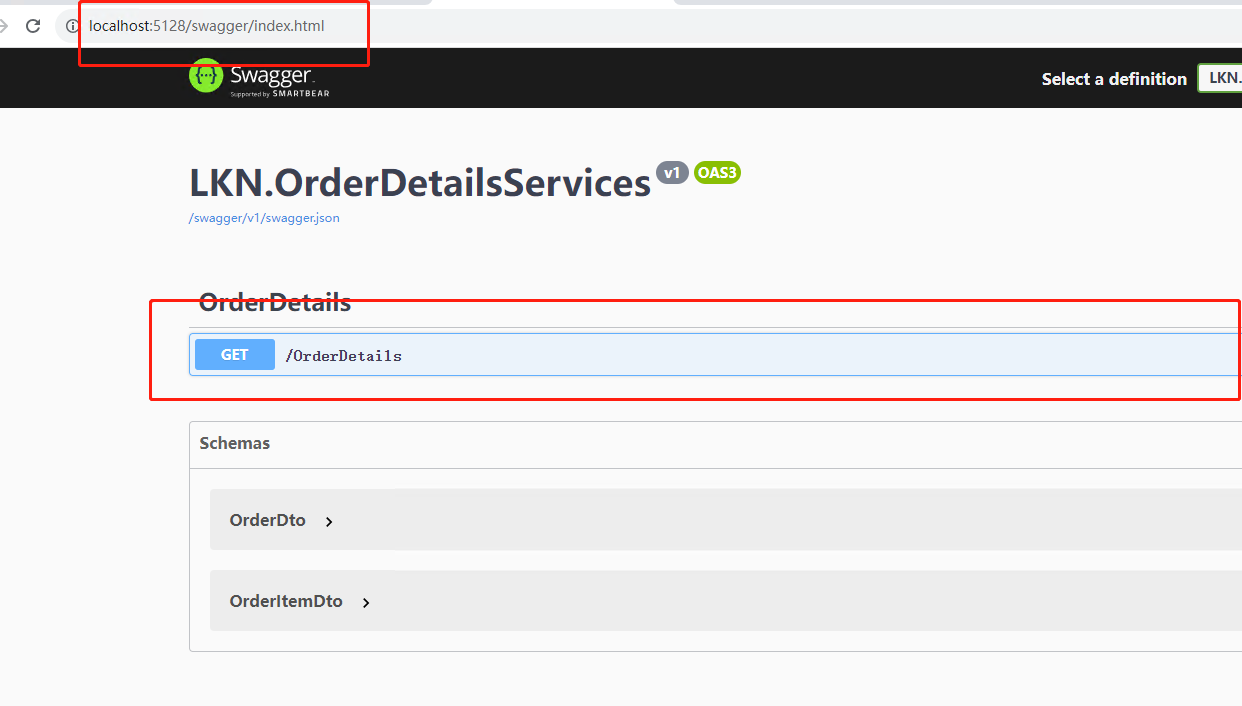 localhost:5128/swagger/index.html
Swagger
Supported by SMARTBEAR
Select a definition
LKN.
LKN.OrderDetailsServices v1 OAS3
/swagger/v1/swagger.json
OrderDetails
GET /OrderDetails
Schemas
OrderDto
OrderItemDto